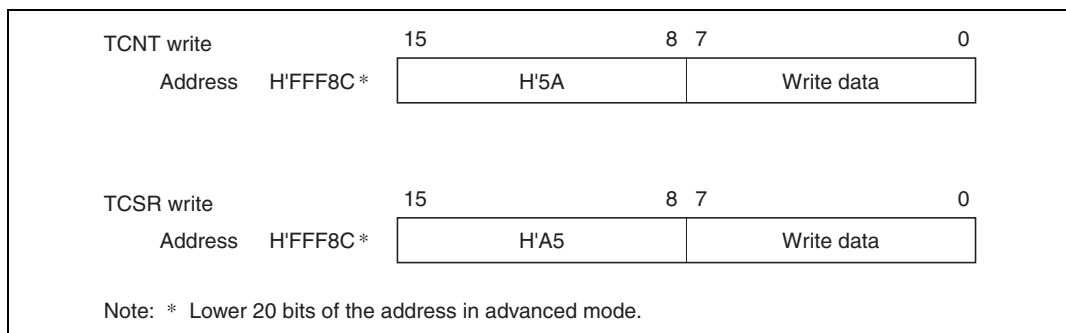 TCNT write 15 8 7 0
Address H'FFF8C * H'5A Write data
TCSR write 15 8 7 0
Address H'FFF8C * H'A5 Write data
Note: * Lower 20 bits of the address in advanced mode.